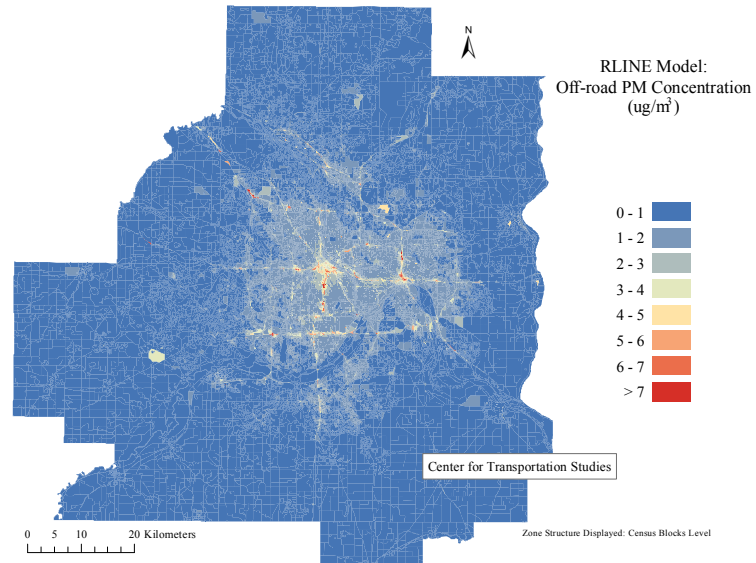 N
RLINE Model:
Off-road PM Concentration
(ug/m³)
0 - 1
1 - 2
2 - 3
3 - 4
4 - 5
5 - 6
6 - 7
> 7
Center for Transportation Studies
0 5 10 20 Kilometers
Zone Structure Displayed: Census Blocks Level